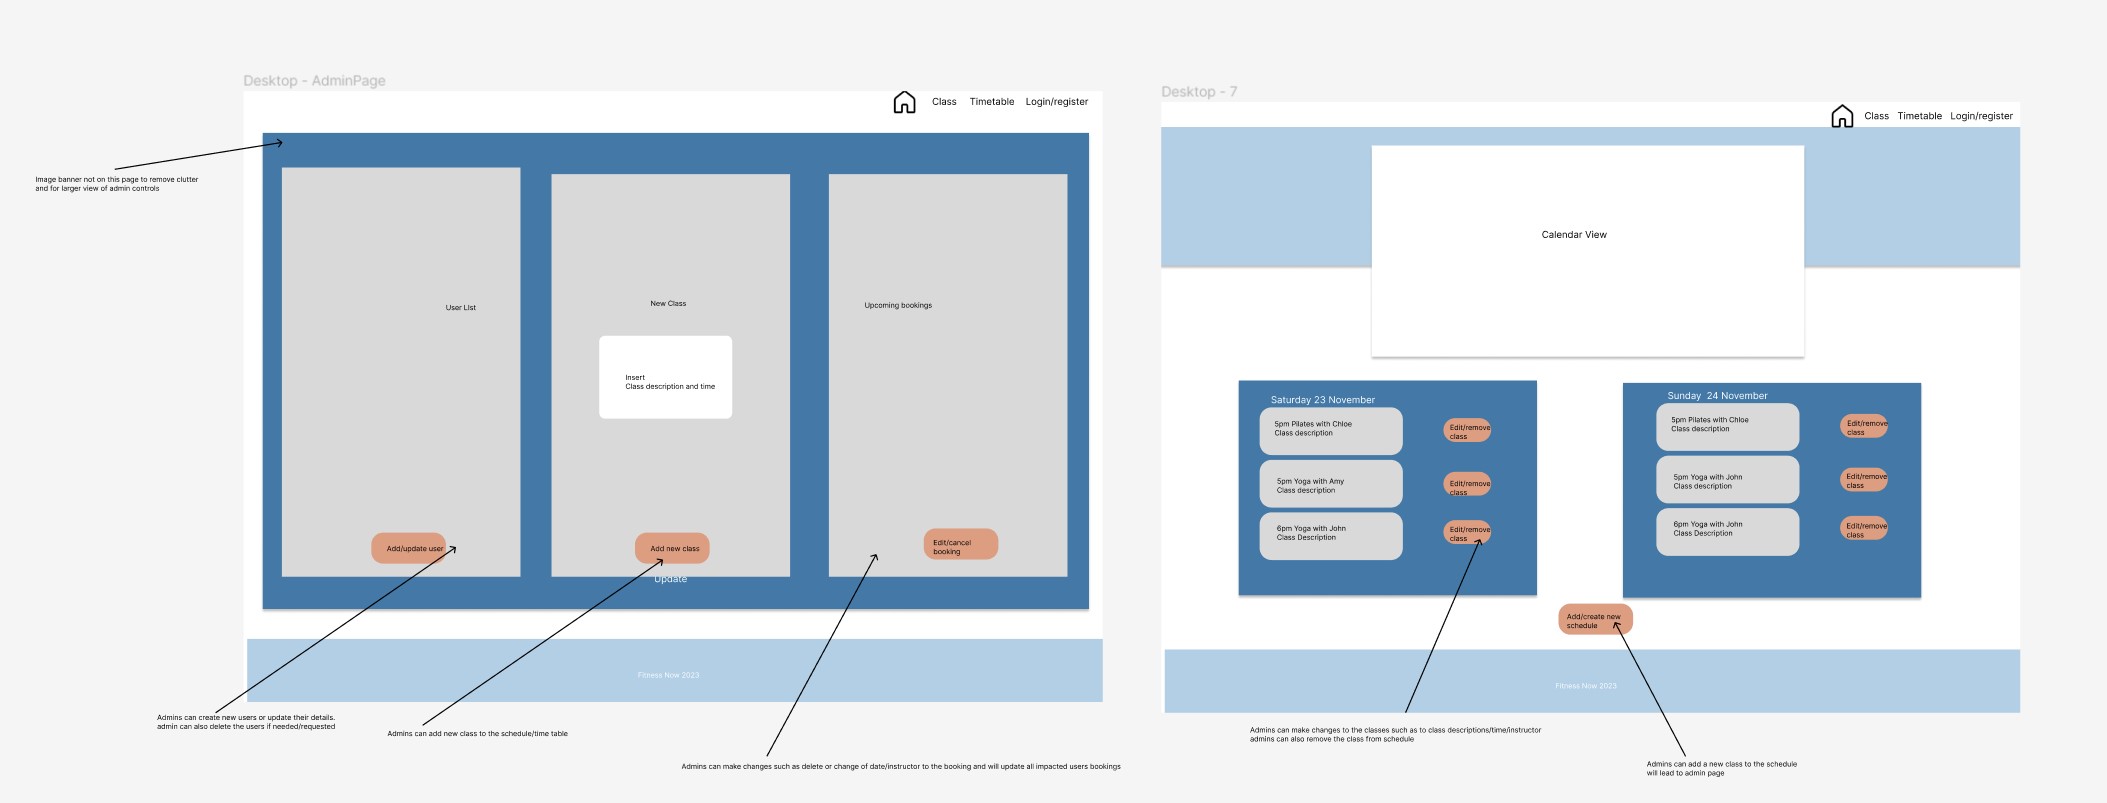 Desktop - AdminPage
Class
Timetable
Login/register
Image banner not on this page to remove clutter
and for larger view of admin controls
User LIst
New Class
Upcoming bookings
Insert
Class description and time
Add/update user
Add new class
Edit/cancel
booking
Update
Fitness Now 2023
Admins can create new users or update their details.
admin can also delete the users if needed/requested
Admins can add new class to the schedule/time table
Admins can make changes such as delete or change of date/instructor to the booking and will update all impacted users bookings
Desktop - 7
Class
Timetable
Login/register
Calendar View
Saturday 23 November
5pm Pilates with Chloe
Class description
Edit/remove
class
5pm Yoga with Amy
Class description
Edit/remove
class
6pm Yoga with John
Class Description
Edit/remove
class
Sunday  24 November
5pm Pilates with Chloe
Class description
Edit/remove
class
5pm Yoga with John
Class description
Edit/remove
class
6pm Yoga with John
Class Description
Edit/remove
class
Add/create new
schedule
Fitness Now 2023
Admins can make changes to the classes such as to class descriptions/time/instructor
admins can also remove the class from schedule
Admins can add a new class to the schedule
will lead to admin page